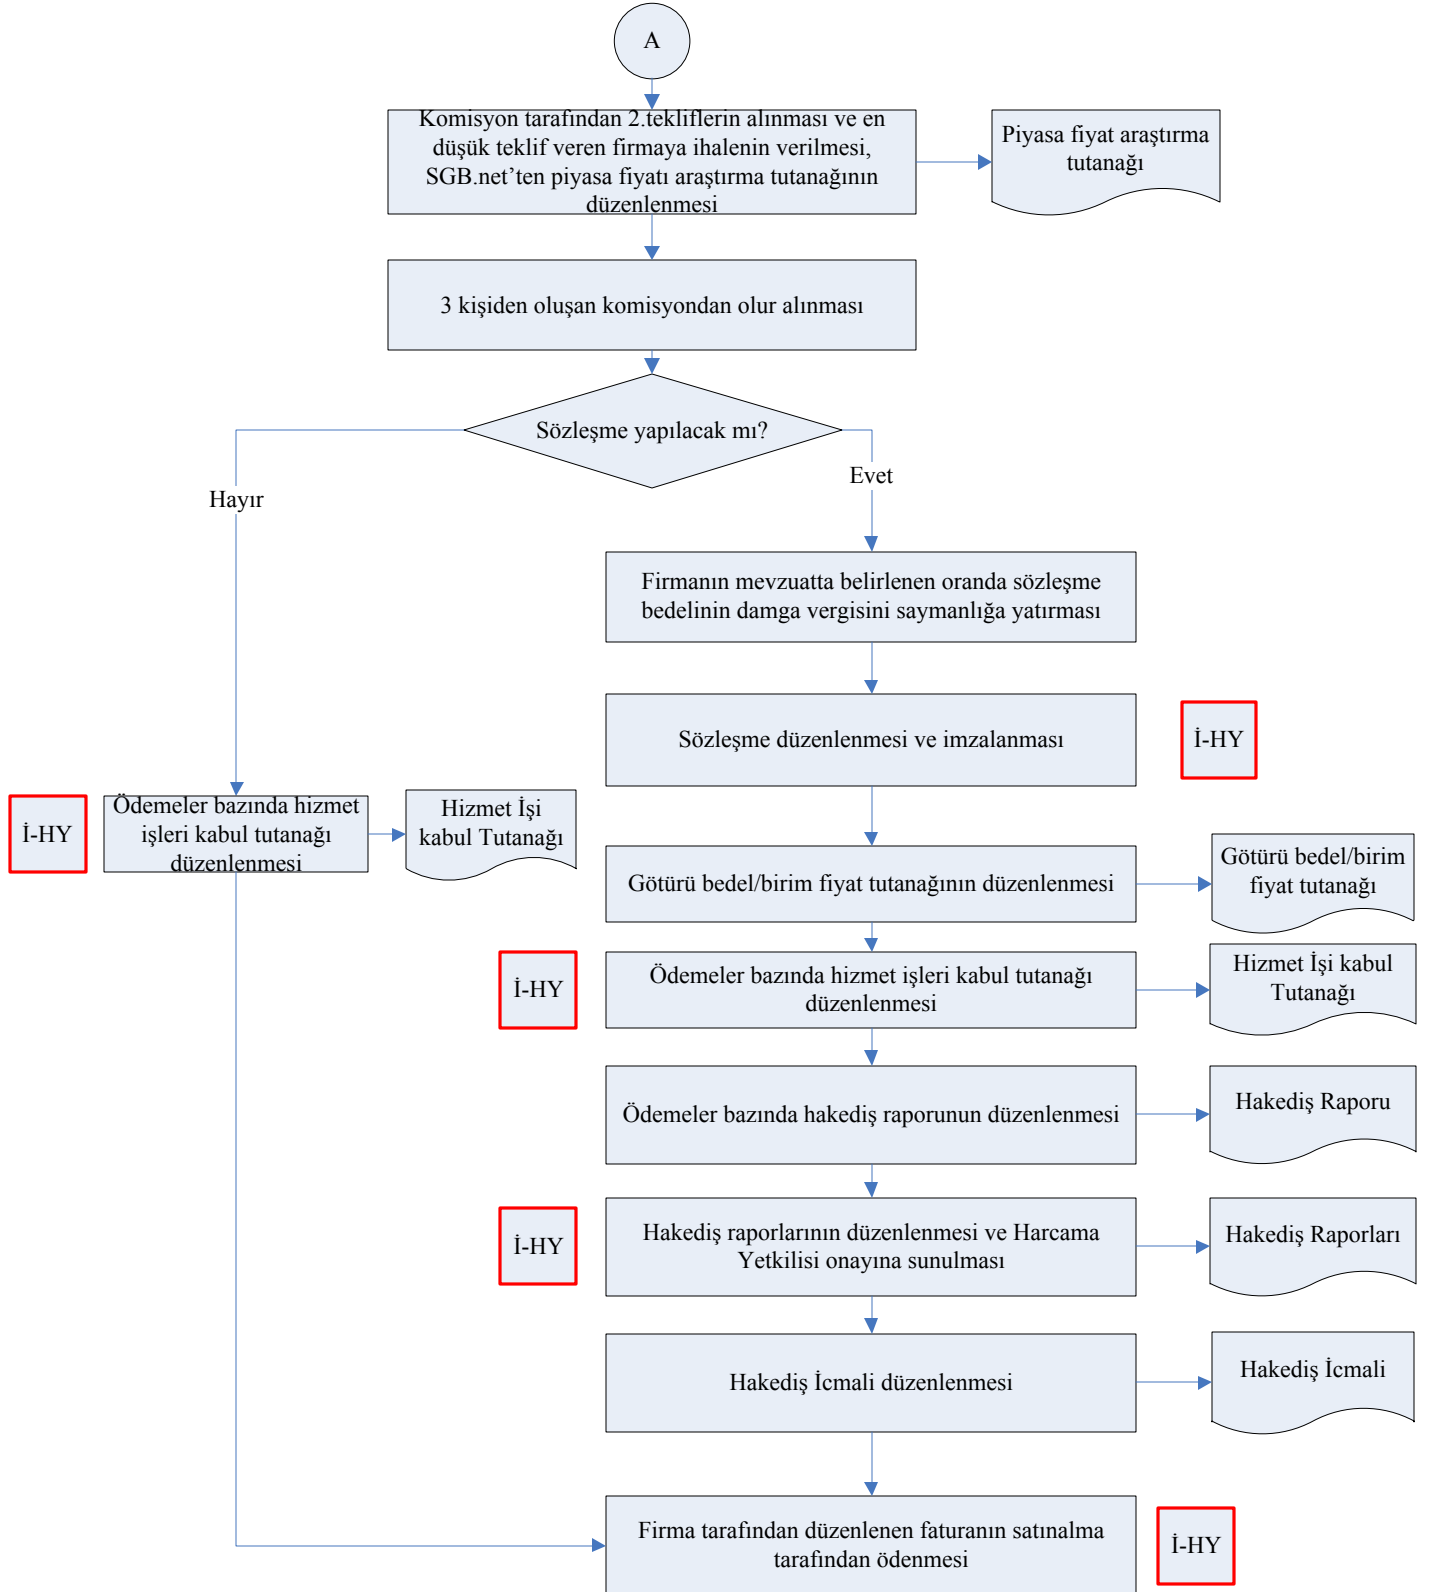 A
Komisyon tarafından 2.tekliflerin alınması ve en
düşük teklif veren firmaya ihalenin verilmesi,
SGB.net’ten piyasa fiyatı araştırma tutanağının
düzenlenmesi
Piyasa fiyat araştırma
tutanağı
3 kişiden oluşan komisyondan olur alınması
Sözleşme yapılacak mı?
Hayır
Evet
Firmanın mevzuatta belirlenen oranda sözleşme
bedelinin damga vergisini saymanlığa yatırması
Sözleşme düzenlenmesi ve imzalanması
İ-HY
İ-HY
Ödemeler bazında hizmet
işleri kabul tutanağı
düzenlenmesi
Hizmet İşi
kabul Tutanağı
Götürü bedel/birim fiyat tutanağının düzenlenmesi
Götürü bedel/birim
fiyat tutanağı
İ-HY
Ödemeler bazında hizmet işleri kabul tutanağı
düzenlenmesi
Hizmet İşi kabul
Tutanağı
Ödemeler bazında hakediş raporunun düzenlenmesi
Hakediş Raporu
İ-HY
Hakediş raporlarının düzenlenmesi ve Harcama
Yetkilisi onayına sunulması
Hakediş Raporları
Hakediş İcmali düzenlenmesi
Hakediş İcmali
Firma tarafından düzenlenen faturanın satınalma
tarafından ödenmesi
İ-HY